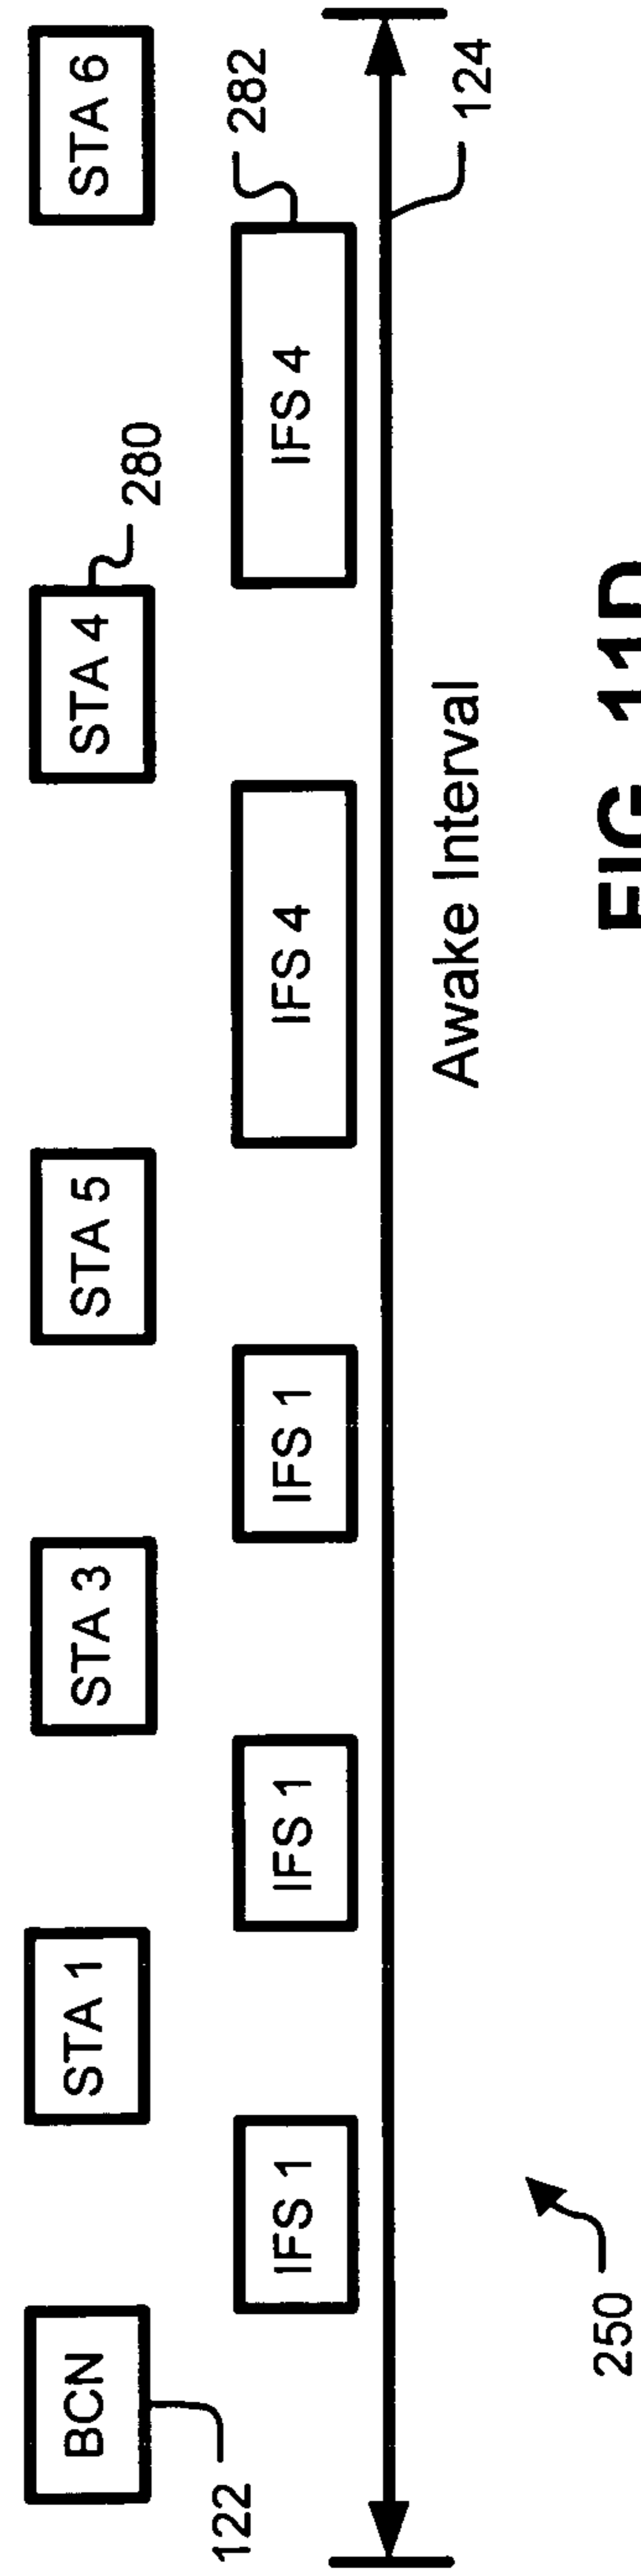 BCN
STA 1
STA 3
STA 5
STA 4
STA 6
280
122
IFS 1
IFS 1
IFS 1
IFS 4
IFS 4
282
Awake Interval
124
250
FIG. 11D